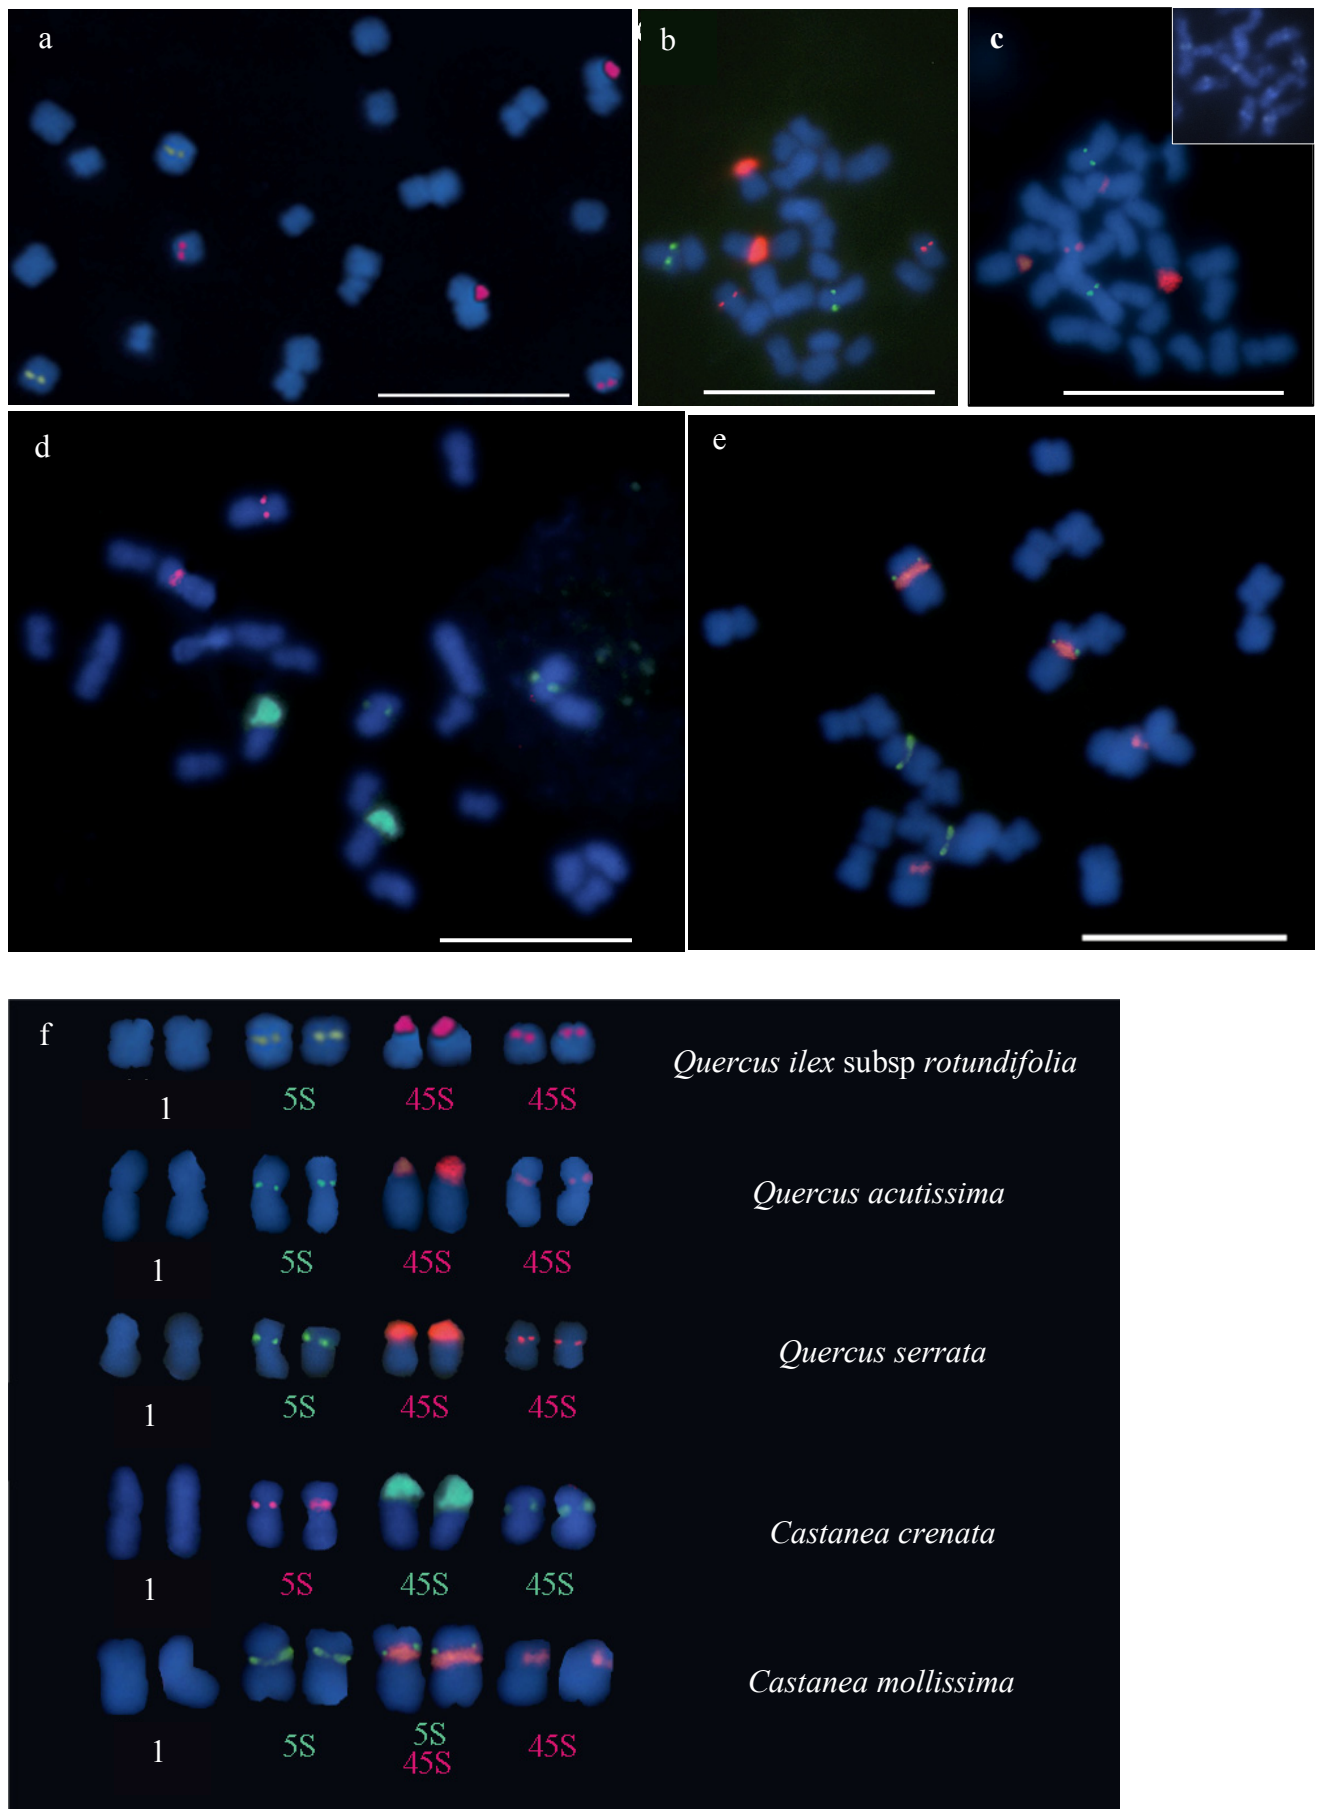 a
b
c
d
e
f
Quercus ilex subsp rotundifolia
1
5S
45S
45S
Quercus acutissima
1
5S
45S
45S
Quercus serrata
1
5S
45S
45S
Castanea crenata
1
5S
45S
45S
Castanea mollissima
1
5S
5S
45S
45S